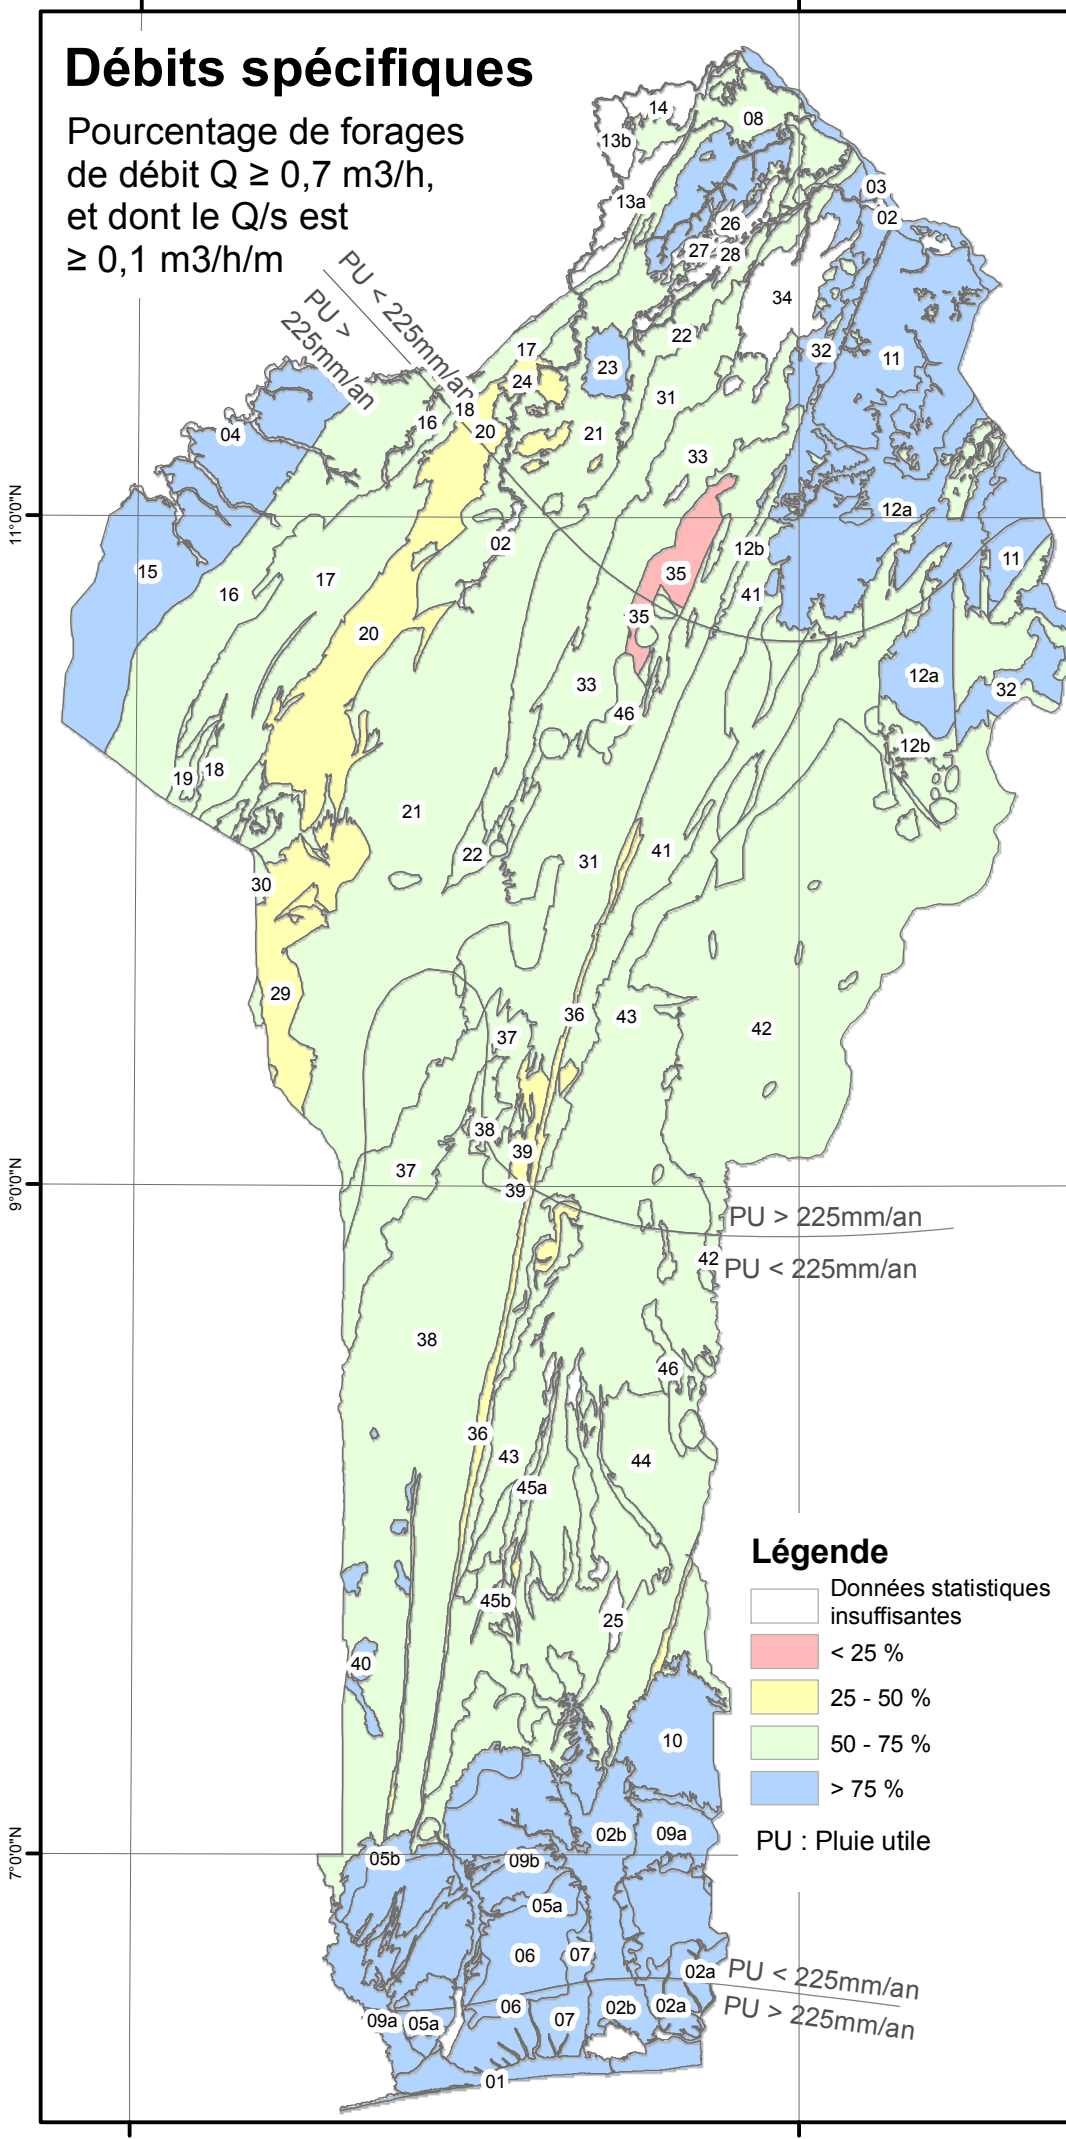 Débits spécifiques
Pourcentage de forages
de débit Q ≥ 0,7 m3/h,
et dont le Q/s est
≥ 0,1 m3/h/m
PU < 225mm/an
PU >
225mm/an
14
08
13b
13a
03
02
26
27
28
34
22
17
32
11
23
24
31
18
16
20
21
04
33
11°0'0"N
12a
02
12b
11
15
35
17
16
41
35
20
12a
33
32
46
12b
18
19
21
22
31
41
30
29
36
43
42
37
38
39
37
9°0'0"N
39
PU > 225mm/an
42
PU < 225mm/an
38
46
36
43
44
45a
Légende
Données statistiques
insuffisantes
45b
25
< 25 %
40
25 - 50 %
10
50 - 75 %
> 75 %
02b
09a
PU : Pluie utile
7°0'0"N
05b
09b
05a
06
07
02a
PU < 225mm/an
06
02b
02a
PU > 225mm/an
09a
05a
07
01